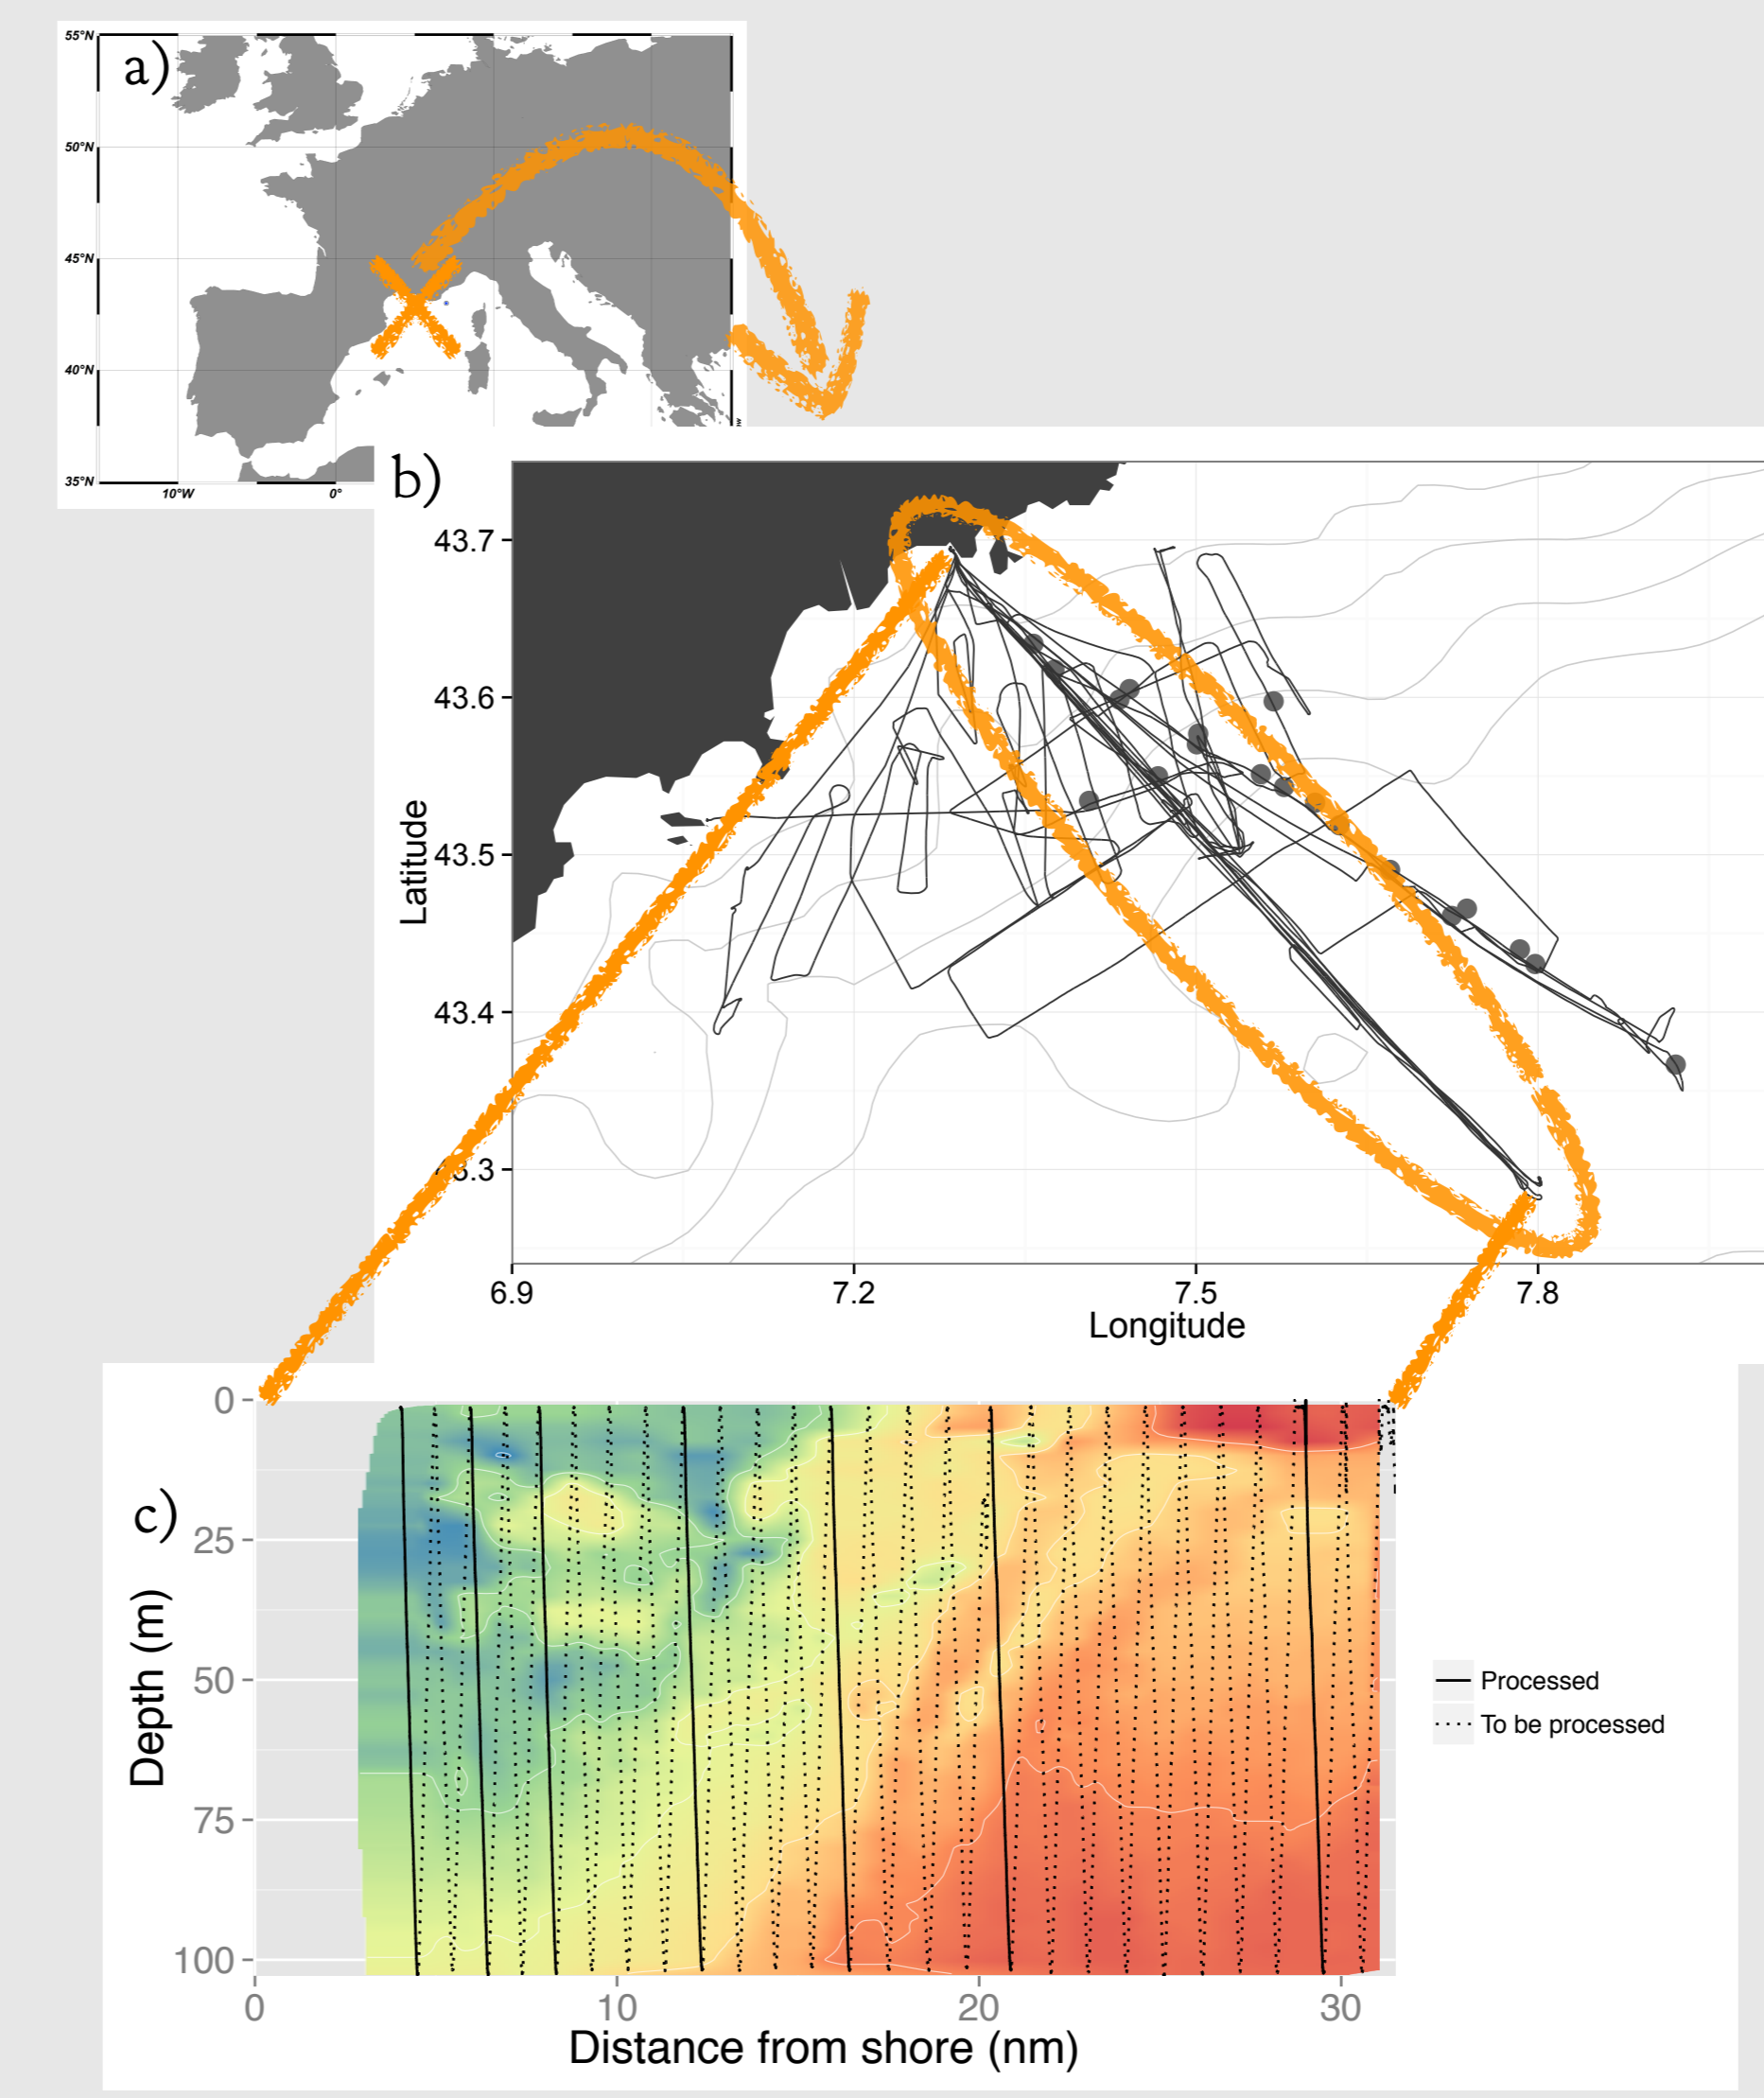 a)
55°N
50°N
45°N
40°N
35°N
10°W
0°
b)
Latitude
43.7
43.6
43.5
43.4
6.9
7.2
7.5
7.8
Longitude
c)
Depth (m)
0
25
50
75
100
0
10
20
30
Distance from shore (nm)
Processed
To be processed